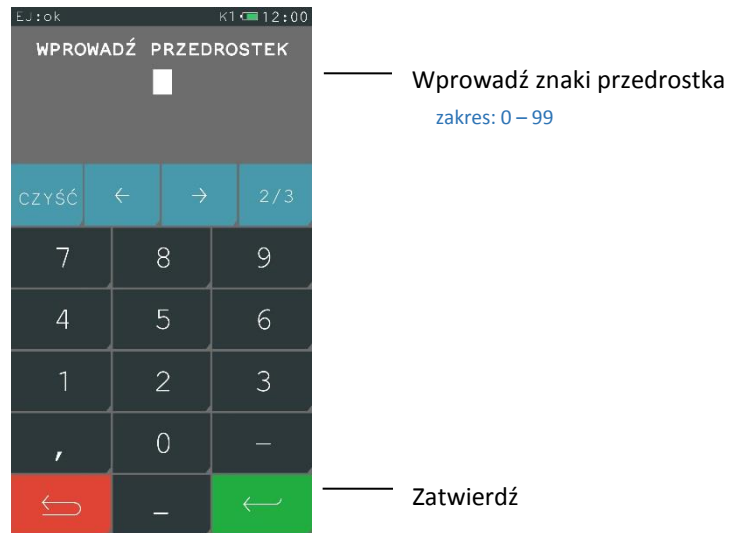 EJ:ok K1 12:00
WPROWADŹ PRZEDROSTEK
Wprowadź znaki przedrostka
zakres: 0 – 99
CZYŚĆ ← → 2/3
7 8 9
4 5 6
1 2 3
, 0 –
_
Zatwierdź